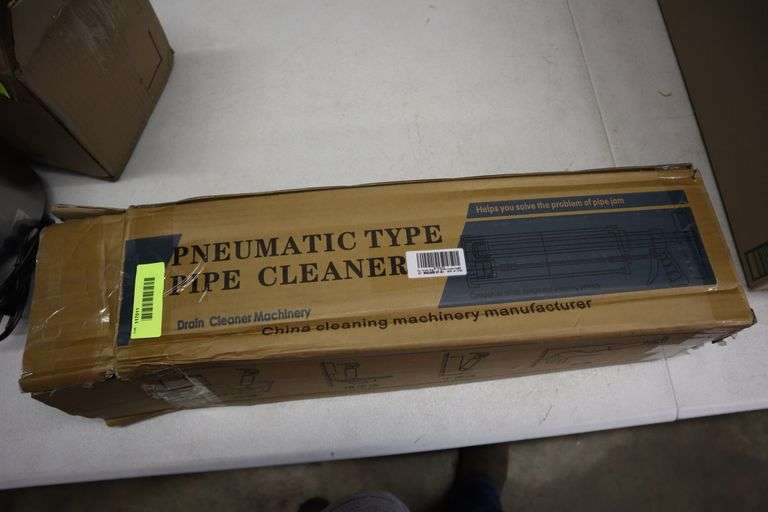 Helps you solve the problem of pipe jam
PNEUMATIC TYPE
PIPE CLEANER
Drain Cleaner Machinery
China cleaning machinery manufacturer